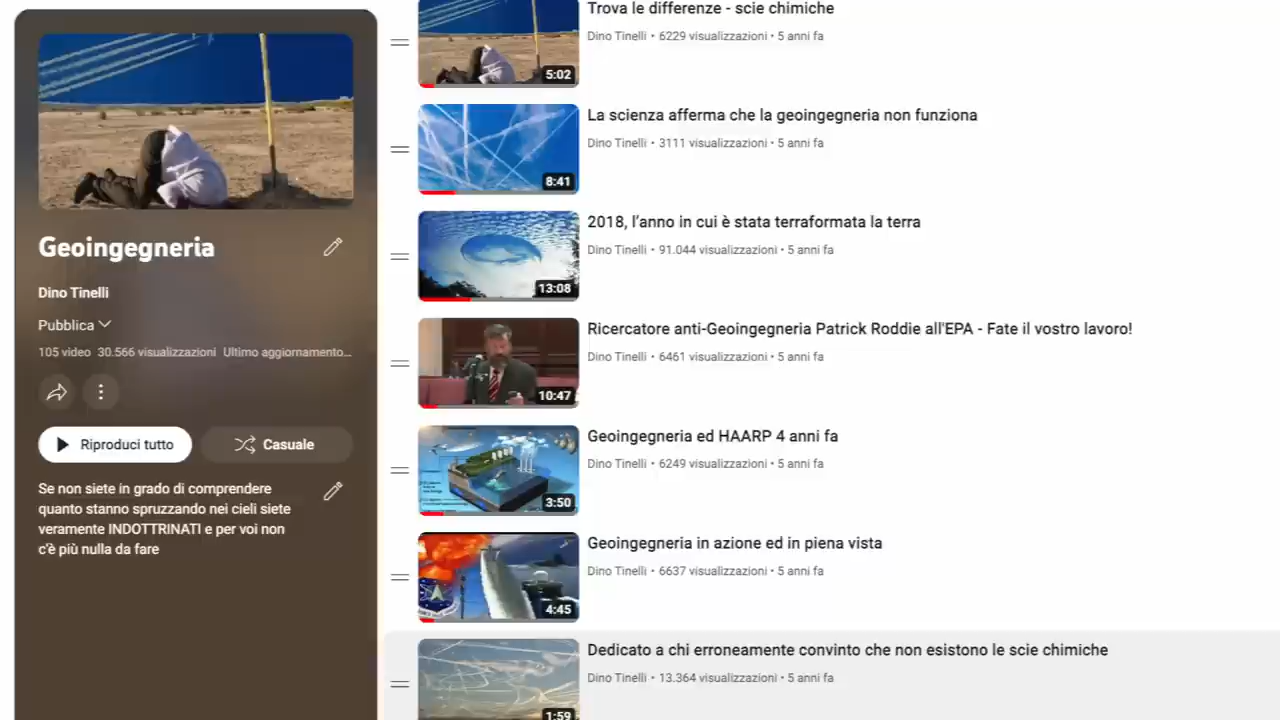 Geoingegneria
Dino Tinelli
Pubblica
105 video 30.566 visualizzazioni Ultimo aggiornamento...
Riproduci tutto
Casuale
Se non siete in grado di comprendere
quanto stanno spruzzando nei cieli siete
veramente INDOTTRINATI e per voi non
c'è più nulla da fare
Trova le differenze - scie chimiche
Dino Tinelli • 6229 visualizzazioni • 5 anni fa
5:02
La scienza afferma che la geoingegneria non funziona
Dino Tinelli • 3111 visualizzazioni • 5 anni fa
8:41
2018, l'anno in cui è stata terraformata la terra
Dino Tinelli • 91.044 visualizzazioni • 5 anni fa
13:08
Ricercatore anti-Geoingegneria Patrick Roddie all'EPA - Fate il vostro lavoro!
Dino Tinelli • 6461 visualizzazioni • 5 anni fa
10:47
Geoingegneria ed HAARP 4 anni fa
Dino Tinelli • 6249 visualizzazioni • 5 anni fa
3:50
Geoingegneria in azione ed in piena vista
Dino Tinelli • 6637 visualizzazioni • 5 anni fa
4:45
Dedicato a chi erroneamente convinto che non esistono le scie chimiche
Dino Tinelli • 13.364 visualizzazioni • 5 anni fa
1:59